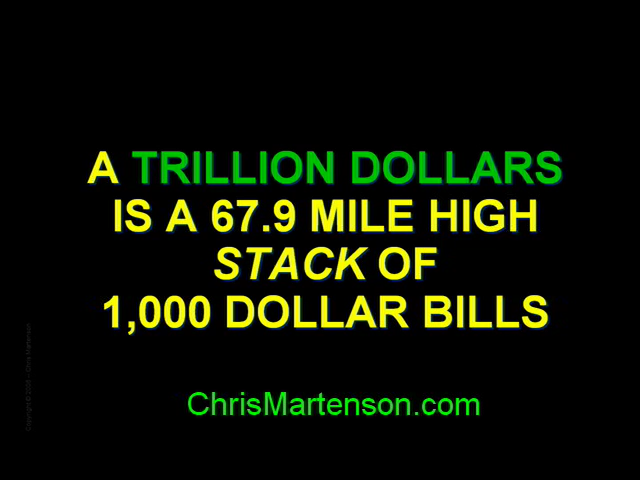 A TRILLION DOLLARS
IS A 67.9 MILE HIGH
STACK OF
1,000 DOLLAR BILLS
ChrisMartenson.com